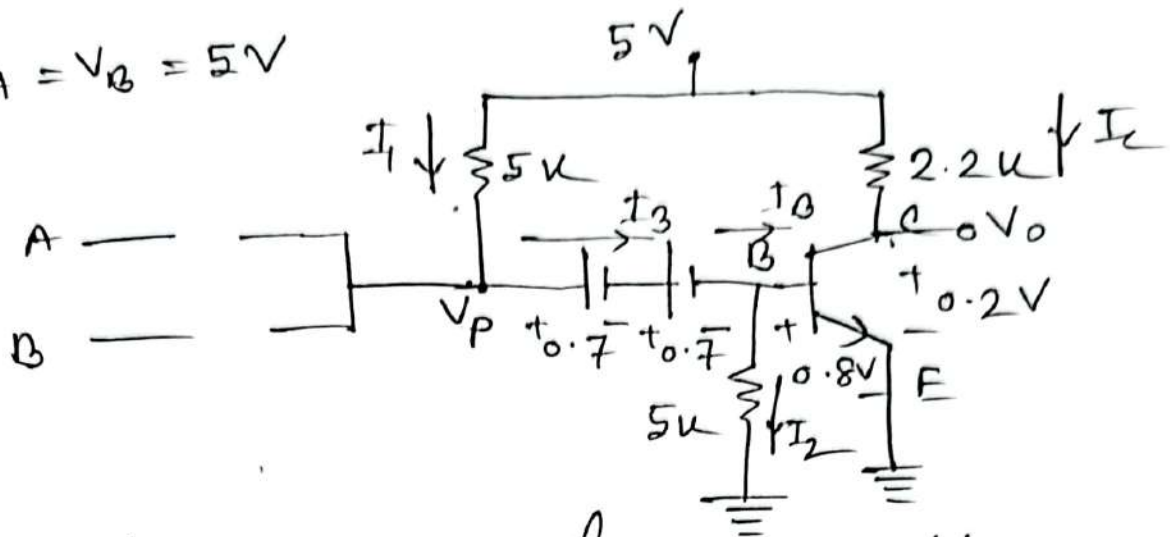 A = V_B = 5V
5V
I_1
5k
2.2k
I_c
A
I_3
I_B
B
C
V_0
V_P
+0.7-
+0.7-
+
0.8V
-
+
0.2V
-
E
B
5k
I_2